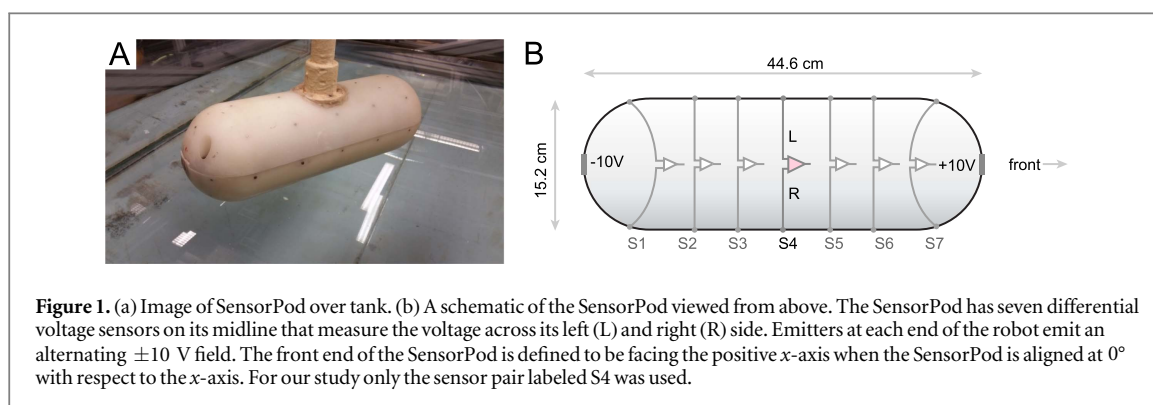 A
B
44.6 cm
15.2 cm
L
-10V
+10V
front
R
S1 S2 S3 S4 S5 S6 S7
Figure 1. (a) Image of SensorPod over tank. (b) A schematic of the SensorPod viewed from above. The SensorPod has seven differential
voltage sensors on its midline that measure the voltage across its left (L) and right (R) side. Emitters at each end of the robot emit an
alternating ±10 V field. The front end of the SensorPod is defined to be facing the positive x-axis when the SensorPod is aligned at 0°
with respect to the x-axis. For our study only the sensor pair labeled S4 was used.